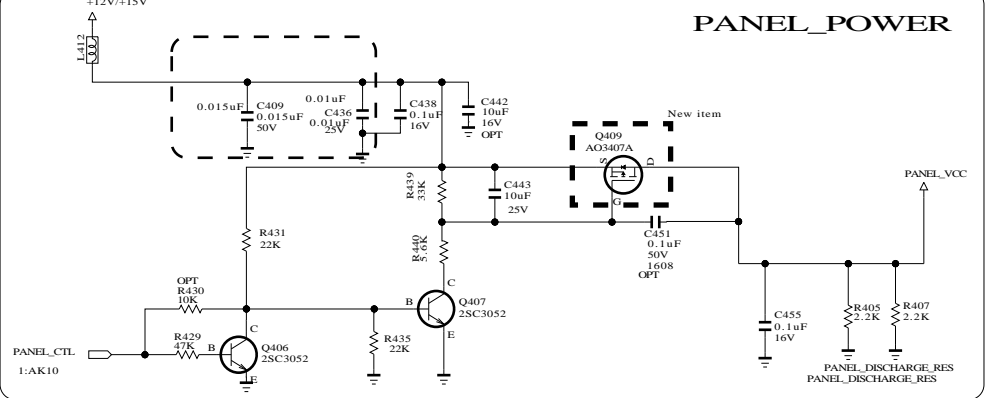 +12V/+15V
PANEL_POWER
L412
0.015uF
C409
0.015uF
50V
0.01uF
C436
0.01uF
25V
C438
0.1uF
16V
C442
10uF
16V
OPT
New item
Q409
AO3407A
S
D
G
R439
33K
C443
10uF
25V
PANEL_VCC
R431
22K
R440
5.6K
C451
0.1uF
50V
1608
OPT
OPT
R430
10K
C
B
Q407
2SC3052
E
R429
47K
B
C
Q406
2SC3052
E
R435
22K
PANEL_CTL
1:AK10
C455
0.1uF
16V
R405
2.2K
R407
2.2K
PANEL_DISCHARGE_RES
PANEL_DISCHARGE_RES